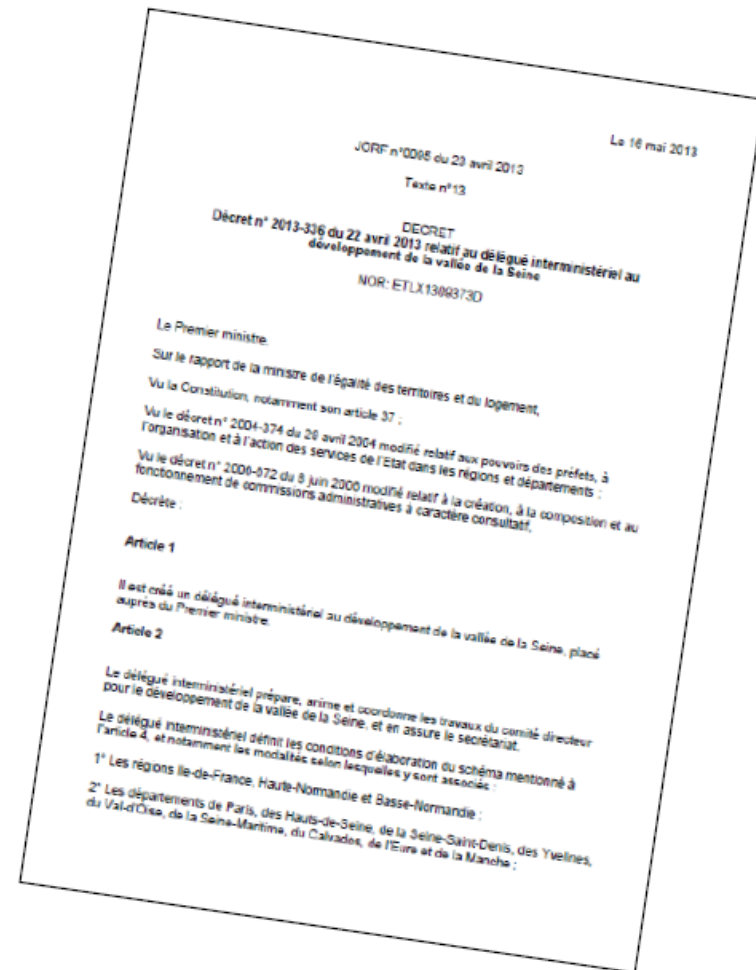 Le 16 mai 2013
JORF n°0095 du 23 avril 2013
Texte n°13
DECRET
Décret n° 2013-336 du 22 avril 2013 relatif au délégué interministériel au
développement de la vallée de la Seine
NOR: ETLX1309373D
Le Premier ministre,
Sur le rapport de la ministre de l'égalité des territoires et du logement,
Vu la Constitution, notamment son article 37 ;
Vu le décret n° 2004-374 du 29 avril 2004 modifié relatif aux pouvoirs des préfets, à
l'organisation et à l'action des services de l'Etat dans les régions et départements ;
Vu le décret n° 2006-672 du 8 juin 2006 modifié relatif à la création, à la composition et au
fonctionnement de commissions administratives à caractère consultatif,
Décrète :
Article 1
Il est créé un délégué interministériel au développement de la vallée de la Seine, placé
auprès du Premier ministre.
Article 2
Le délégué interministériel prépare, anime et coordonne les travaux du comité directeur
pour le développement de la vallée de la Seine, et en assure le secrétariat.
Le délégué interministériel définit les conditions d'élaboration du schéma mentionné à
l'article 4, et notamment les modalités selon lesquelles y sont associés :
1° Les régions Ile-de-France, Haute-Normandie et Basse-Normandie ;
2° Les départements de Paris, des Hauts-de-Seine, de la Seine-Saint-Denis, des Yvelines,
du Val-d'Oise, de la Seine-Maritime, du Calvados, de l'Eure et de la Manche ;